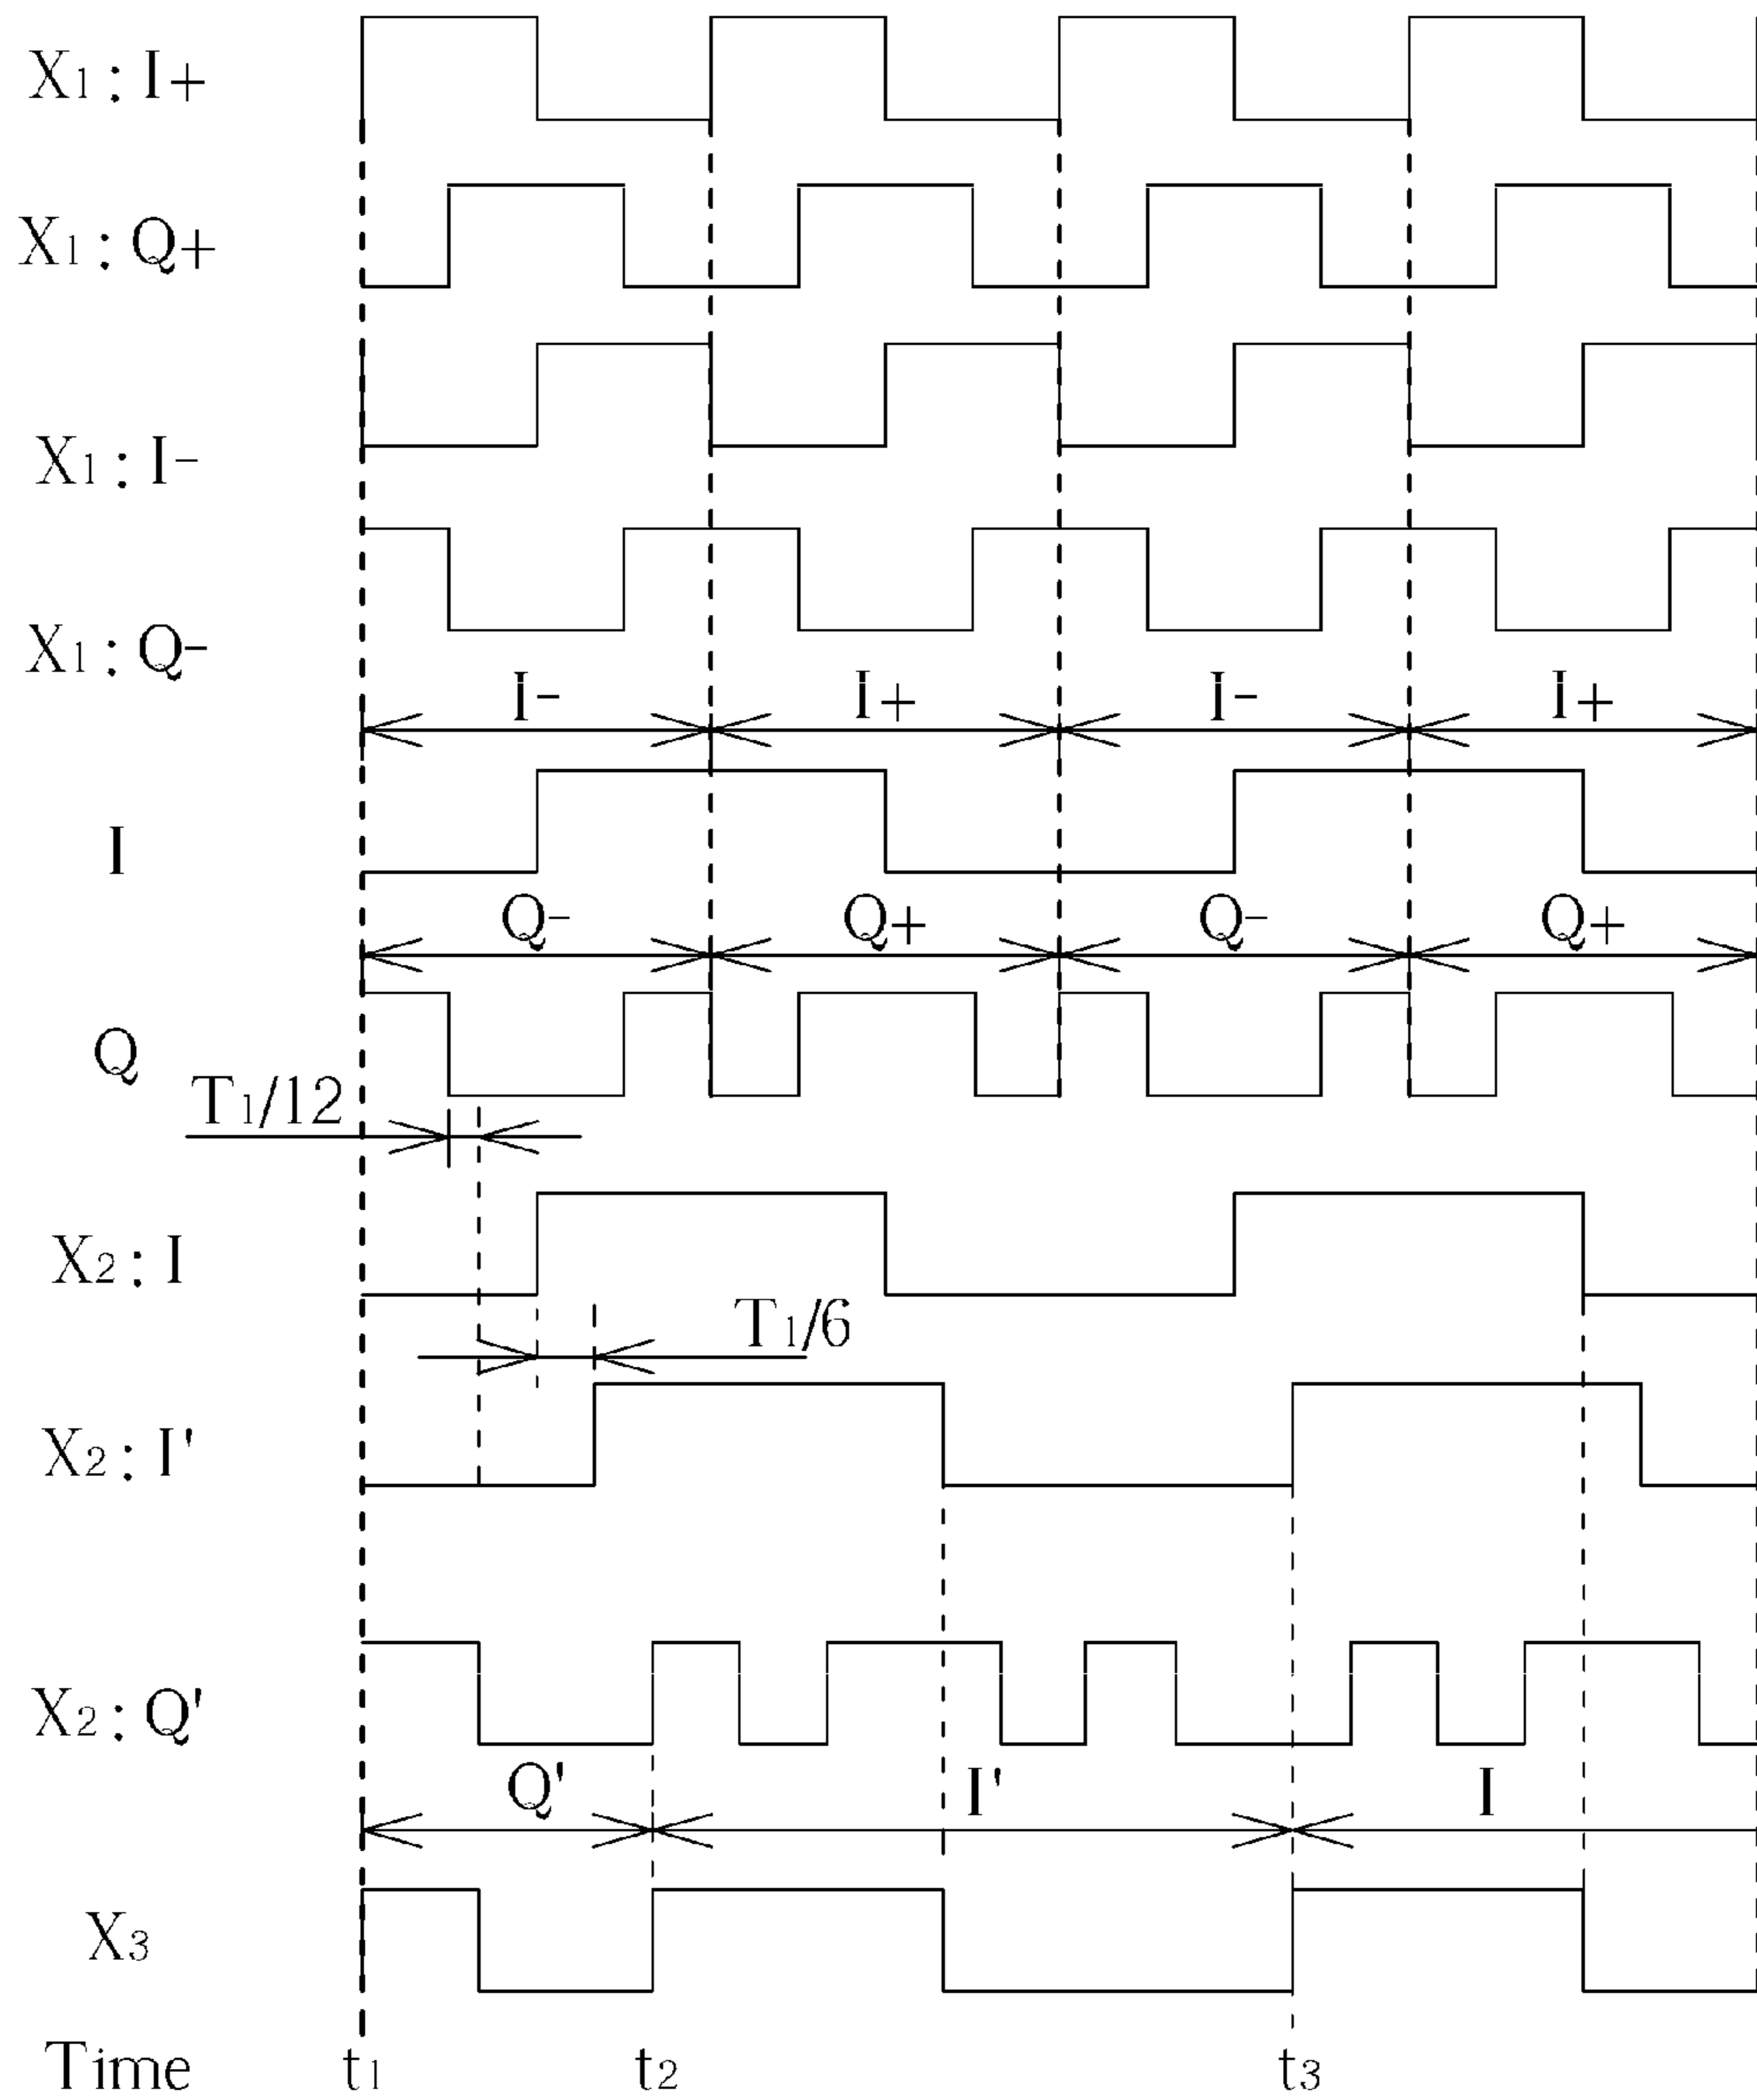 X1 : I+
X1 : Q+
X1 : I-
X1 : Q-
I- I+ I- I+
I
Q- Q+ Q- Q+
Q
T1/12
X2 : I
T1/6
X2 : I'
X2 : Q'
Q' I' I
X3
Time t1 t2 t3